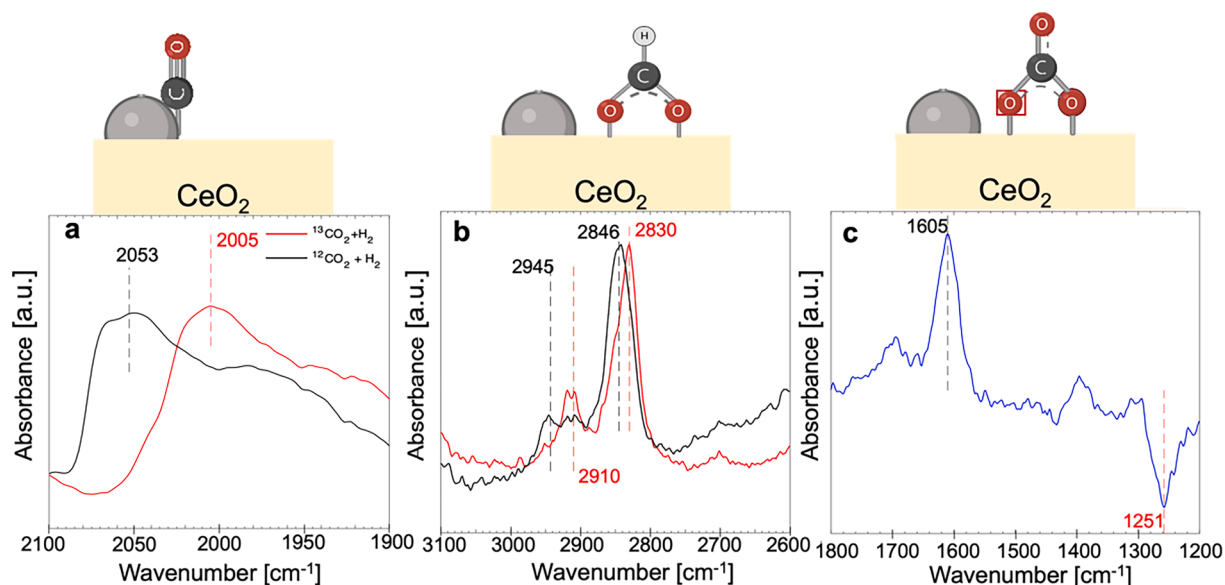 O
C
CeO2
H
C
O
O
CeO2
O
C
O
O
CeO2
a
2005
2053
¹³CO₂+H₂
¹²CO₂ + H₂
Absorbance [a.u.]
2100
2050
2000
1950
1900
Wavenumber [cm⁻¹]
b
2846
2830
2945
2910
Absorbance [a.u.]
3100
3000
2900
2800
2700
2600
Wavenumber [cm⁻¹]
c
1605
1251
Absorbance [a.u.]
1800
1600
1500
1400
1300
1200
Wavenumber [cm⁻¹]